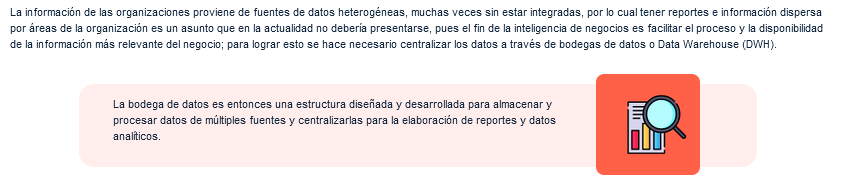 La información de las organizaciones proviene de fuentes de datos heterogéneas, muchas veces sin estar integradas, por lo cual tener reportes e información dispersa
por áreas de la organización es un asunto que en la actualidad no debería presentarse, pues el fin de la inteligencia de negocios es facilitar el proceso y la disponibilidad
de la información más relevante del negocio; para lograr esto se hace necesario centralizar los datos a través de bodegas de datos o Data Warehouse (DWH).
La bodega de datos es entonces una estructura diseñada y desarrollada para almacenar y
procesar datos de múltiples fuentes y centralizarlas para la elaboración de reportes y datos
analíticos.